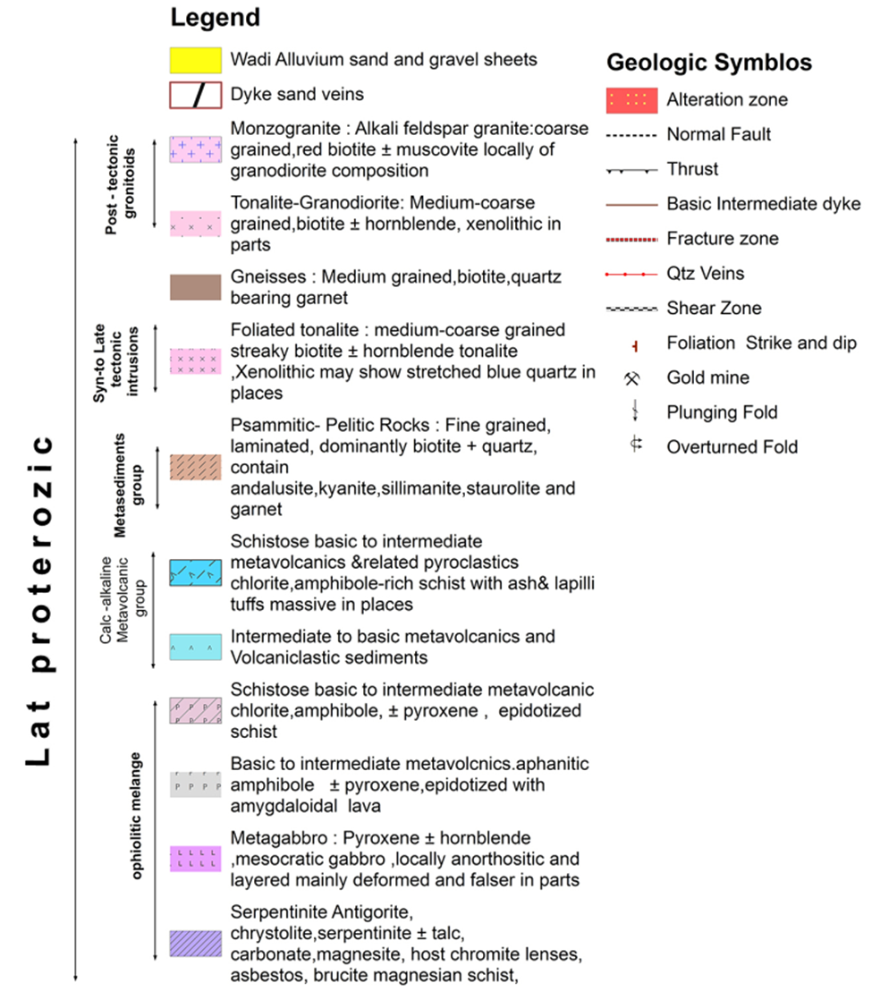 Legend
Wadi Alluvium sand and gravel sheets
Dyke sand veins
Monzogranite : Alkali feldspar granite:coarse
grained,red biotite ± muscovite locally of
granodiorite composition
Tonalite-Granodiorite: Medium-coarse
grained,biotite ± hornblende, xenolithic in
parts
Gneisses : Medium grained,biotite,quartz
bearing garnet
Foliated tonalite : medium-coarse grained
streaky biotite ± hornblende tonalite
,Xenolithic may show stretched blue quartz in
places
Psammitic- Pelitic Rocks : Fine grained,
laminated, dominantly biotite + quartz,
contain
andalusite,kyanite,sillimanite,staurolite and
garnet
Schistose basic to intermediate
metavolcanics &related pyroclastics
chlorite,amphibole-rich schist with ash& lapilli
tuffs massive in places
Intermediate to basic metavolcanics and
Volcaniclastic sediments
Schistose basic to intermediate metavolcanic
chlorite,amphibole, ± pyroxene , epidotized
schist
Basic to intermediate metavolcnics.aphanitic
amphibole ± pyroxene,epidotized with
amygdaloidal lava
Metagabbro : Pyroxene ± hornblende
,mesocratic gabbro ,locally anorthositic and
layered mainly deformed and falser in parts
Serpentinite Antigorite,
chrystolite,serpentinite ± talc,
carbonate,magnesite, host chromite lenses,
asbestos, brucite magnesian schist,
Lat proterozic
Post - tectonic
gronitoids
Syn-to Late
tectonic
intrusions
Metasediments
group
Calc -alkaline
Metavolcanic
group
ophiolitic melange
Geologic Symblos
Alteration zone
Normal Fault
Thrust
Basic Intermediate dyke
Fracture zone
Qtz Veins
Shear Zone
Foliation Strike and dip
Gold mine
Plunging Fold
Overturned Fold